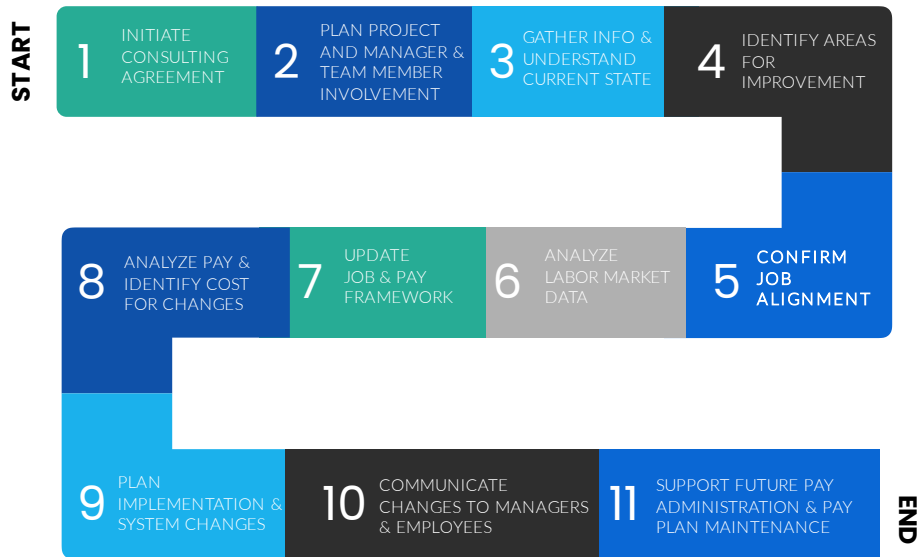 START
1
INITIATE
CONSULTING
AGREEMENT
2
PLAN PROJECT
AND MANAGER &
TEAM MEMBER
INVOLVEMENT
3
GATHER INFO &
UNDERSTAND
CURRENT STATE
4
IDENTIFY AREAS
FOR
IMPROVEMENT
5
CONFIRM
JOB
ALIGNMENT
6
ANALYZE
LABOR MARKET
DATA
7
UPDATE
JOB & PAY
FRAMEWORK
8
ANALYZE PAY &
IDENTIFY COST
FOR CHANGES
9
PLAN
IMPLEMENTATION &
SYSTEM CHANGES
10
COMMUNICATE
CHANGES TO MANAGERS
& EMPLOYEES
11
SUPPORT FUTURE PAY
ADMINISTRATION & PAY
PLAN MAINTENANCE
END